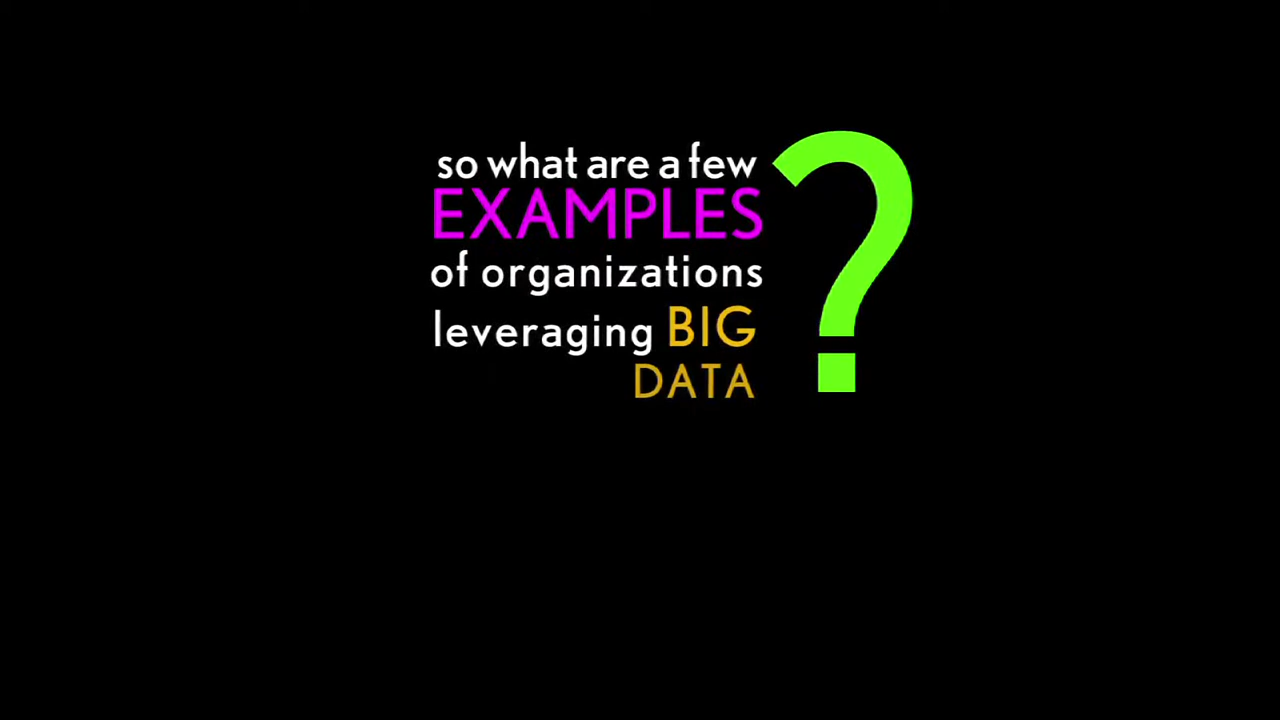 so what are a few
EXAMPLES
of organizations
leveraging BIG
DATA
?